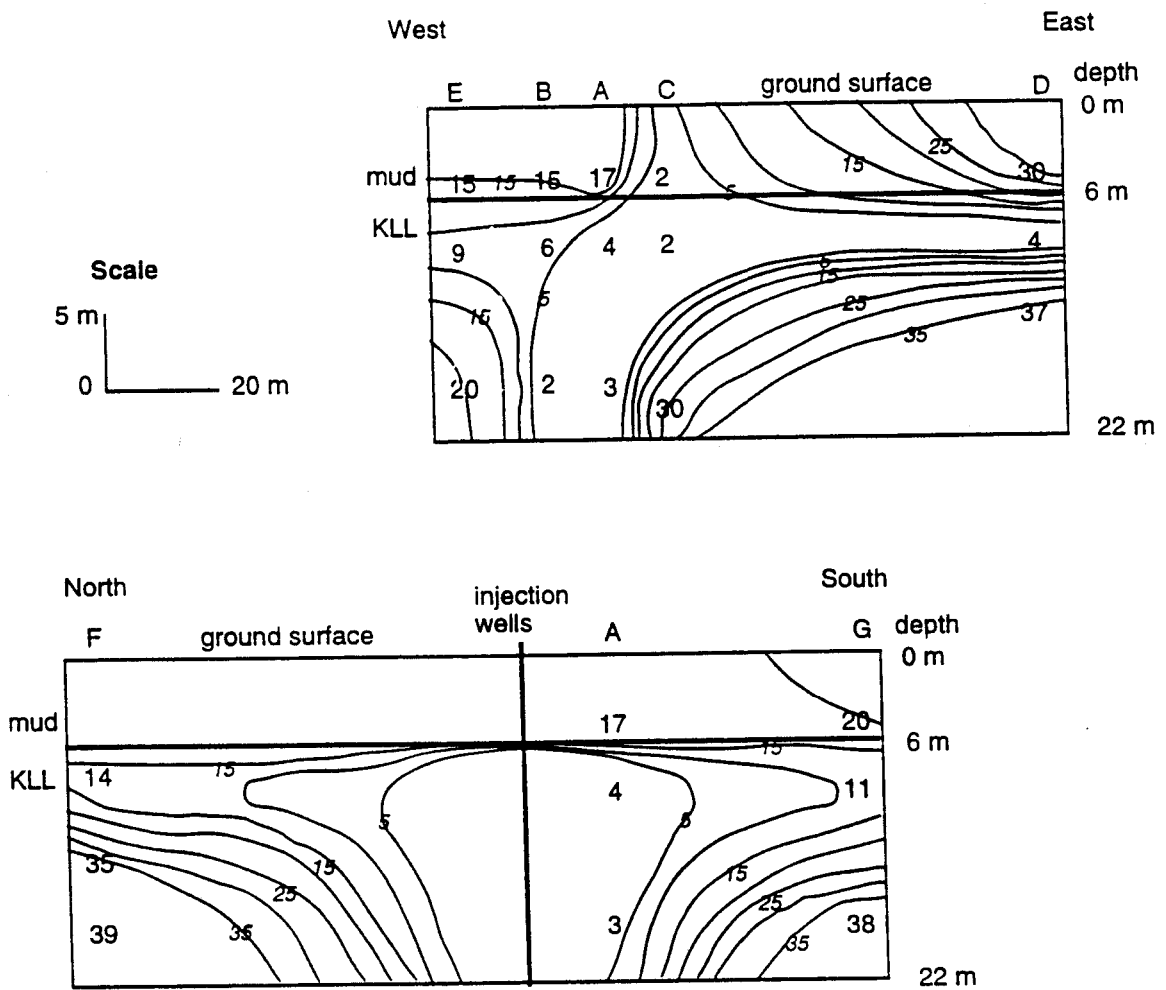 West
East
E B A C ground surface D depth
0 m
15 25
mud 15 15 15 17 2 30
5 6 m
KLL
9 6 4 2 4
Scale
5
15
5 m 5 15 25 37
35
0 20 m 20 2 3 30
22 m
North South
injection
wells
F ground surface A G depth
0 m
mud 17 20
15 6 m
KLL 14 15 4 11
5 5
35 15 15
25 25
39 35 3 35 38
22 m